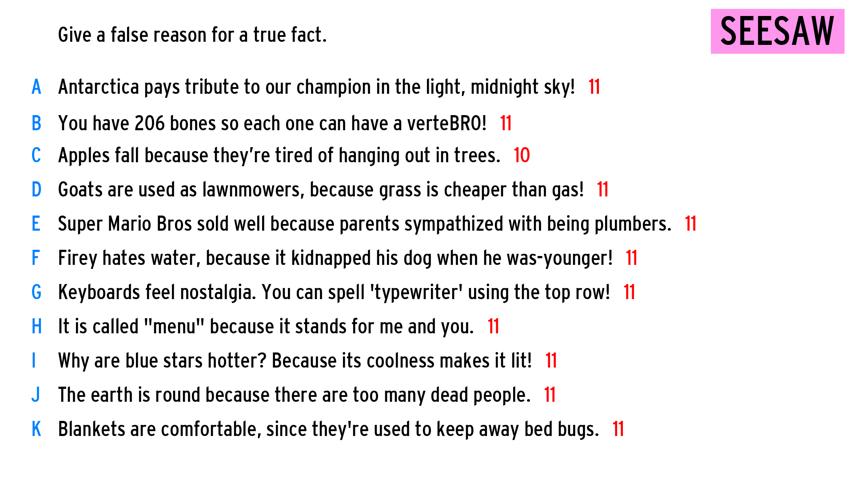 Give a false reason for a true fact.
SEESAW
A Antarctica pays tribute to our champion in the light, midnight sky! 11
B You have 206 bones so each one can have a verteBRO! 11
C Apples fall because they're tired of hanging out in trees. 10
D Goats are used as lawnmowers, because grass is cheaper than gas! 11
E Super Mario Bros sold well because parents sympathized with being plumbers. 11
F Firey hates water, because it kidnapped his dog when he was-younger! 11
G Keyboards feel nostalgia. You can spell 'typewriter' using the top row! 11
H It is called "menu" because it stands for me and you. 11
I Why are blue stars hotter? Because its coolness makes it lit! 11
J The earth is round because there are too many dead people. 11
K Blankets are comfortable, since they're used to keep away bed bugs. 11